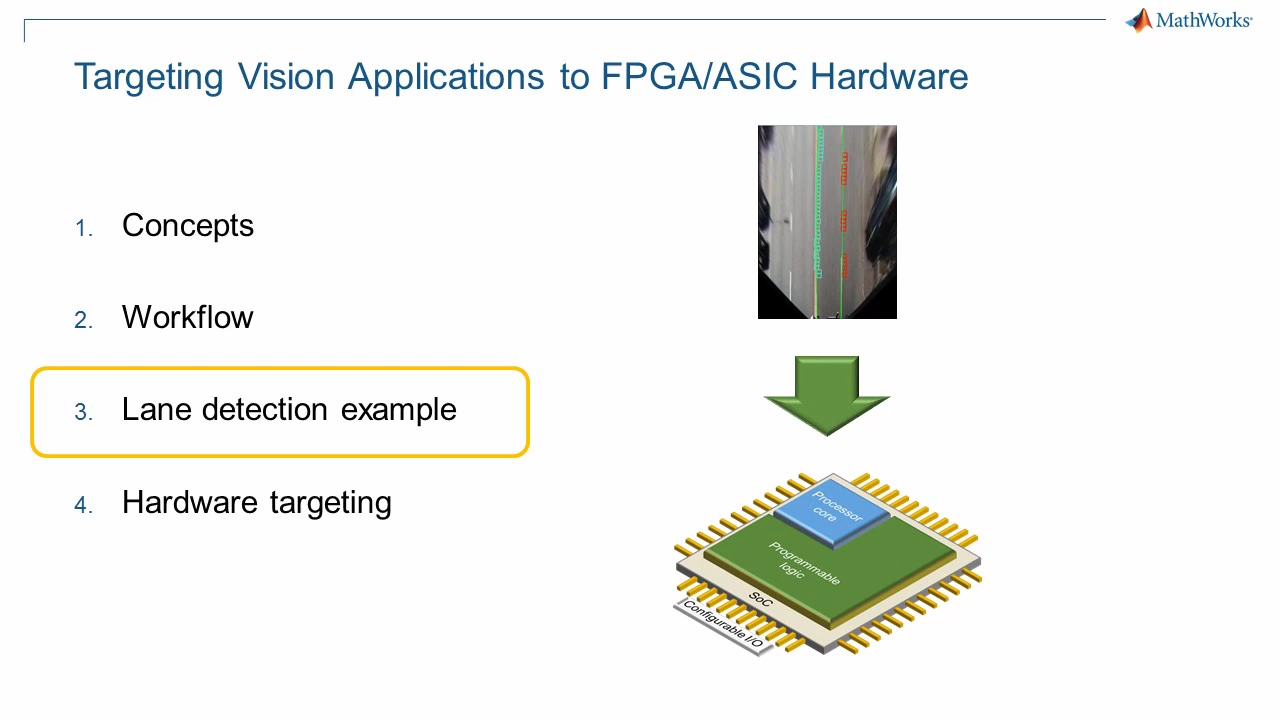 MathWorks
Targeting Vision Applications to FPGA/ASIC Hardware
1. Concepts
2. Workflow
3. Lane detection example
4. Hardware targeting
Processor
core
Programmable
logic
SoC
Configurable I/O